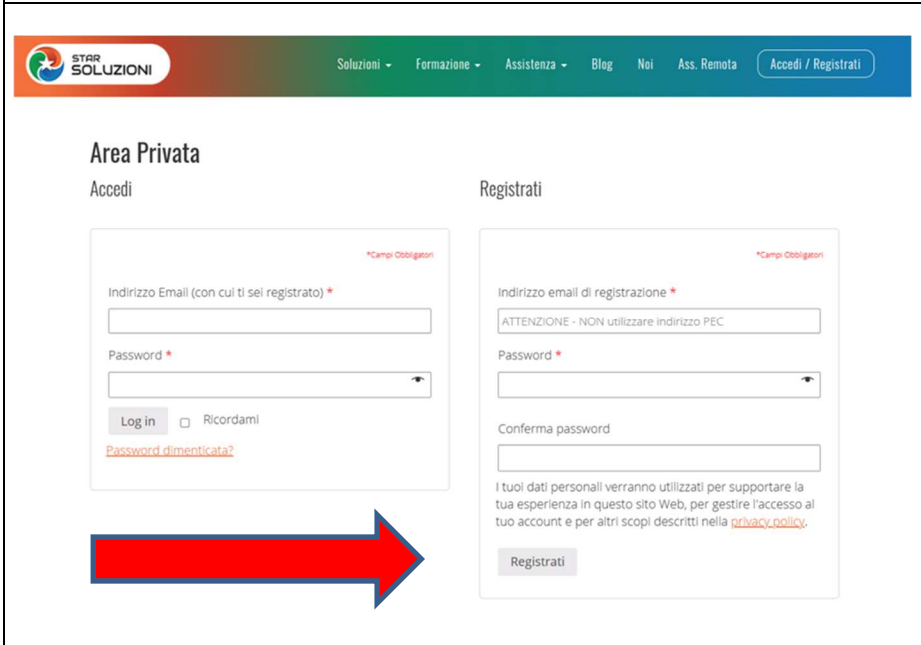 STAR
SOLUZIONI
Soluzioni Formazione Assistenza Blog Noi Ass. Remota Accedi / Registrati
Area Privata
Accedi
*Campi Obbligatori
Indirizzo Email (con cui ti sei registrato) *
Password *
Log in Ricordami
Password dimenticata?
Registrati
*Campi Obbligatori
Indirizzo email di registrazione *
ATTENZIONE - NON utilizzare indirizzo PEC
Password *
Conferma password
I tuoi dati personali verranno utilizzati per supportare la
tua esperienza in questo sito Web, per gestire l'accesso al
tuo account e per altri scopi descritti nella privacy policy.
Registrati